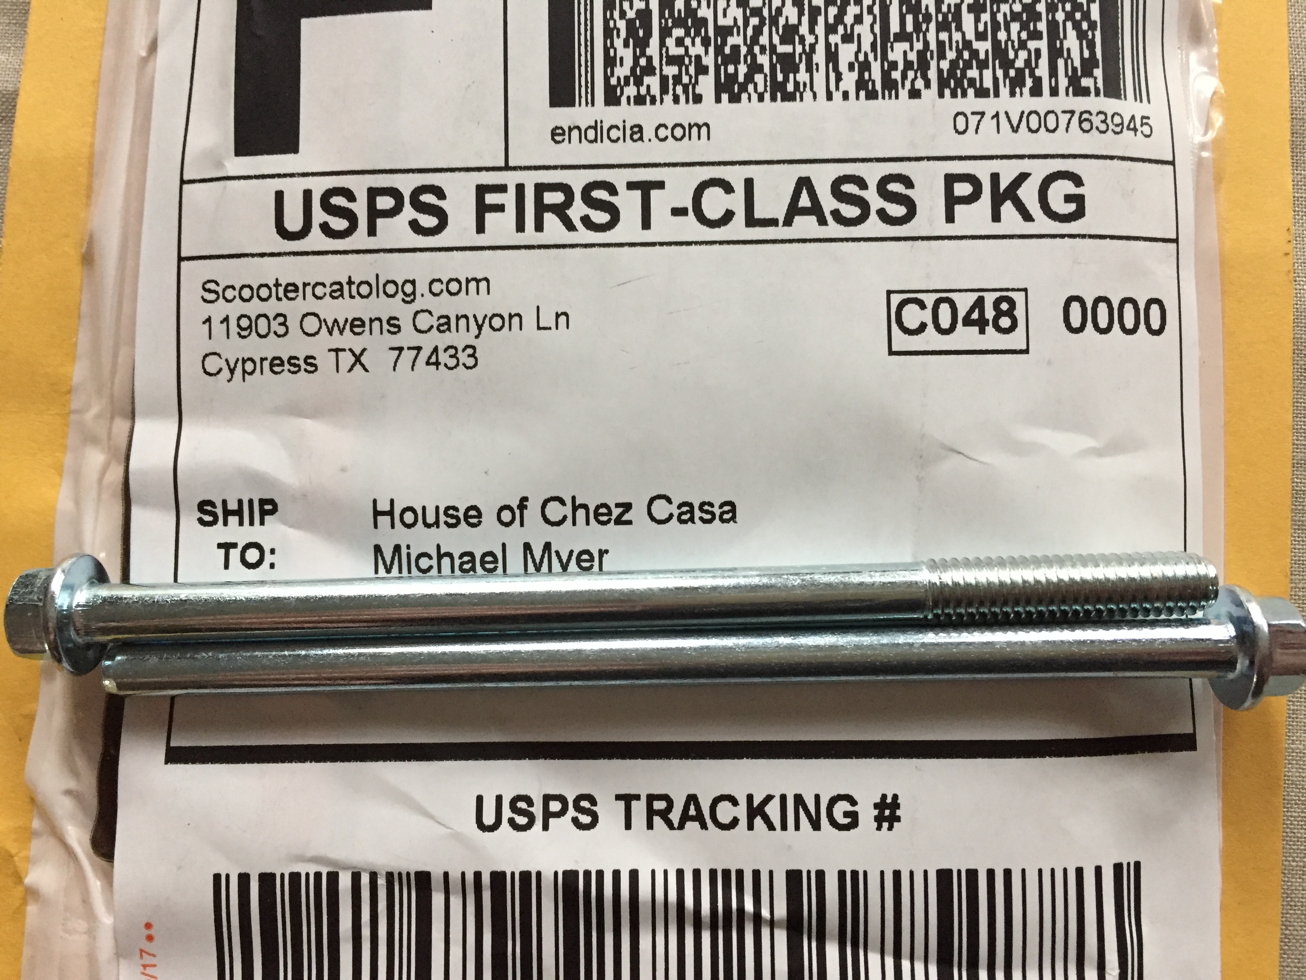 F
endicia.com
071V00763945
USPS FIRST-CLASS PKG
Scootercatolog.com
11903 Owens Canyon Ln
Cypress TX 77433
C048 0000
SHIP TO:
House of Chez Casa
Michael Myer
USPS TRACKING #
/17